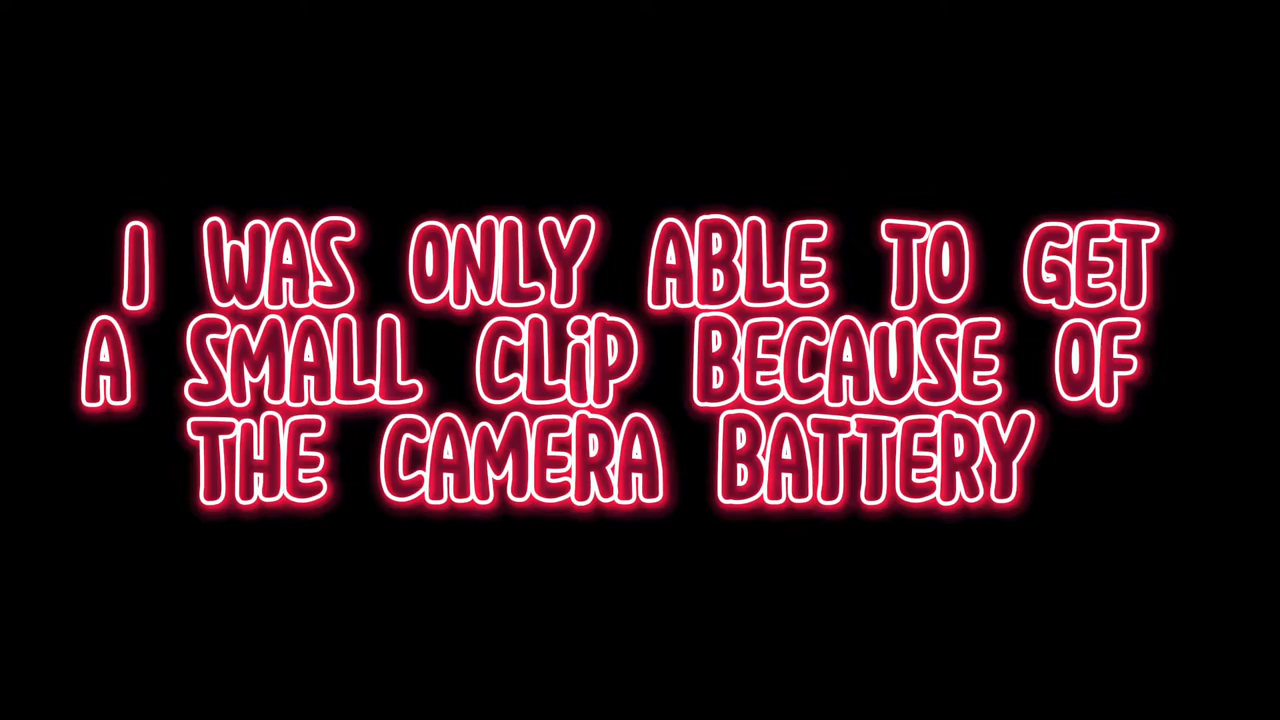 I WAS ONLY ABLE TO GET
A SMALL CLiP BECAUSE OF
THE CAMERA BATTERY